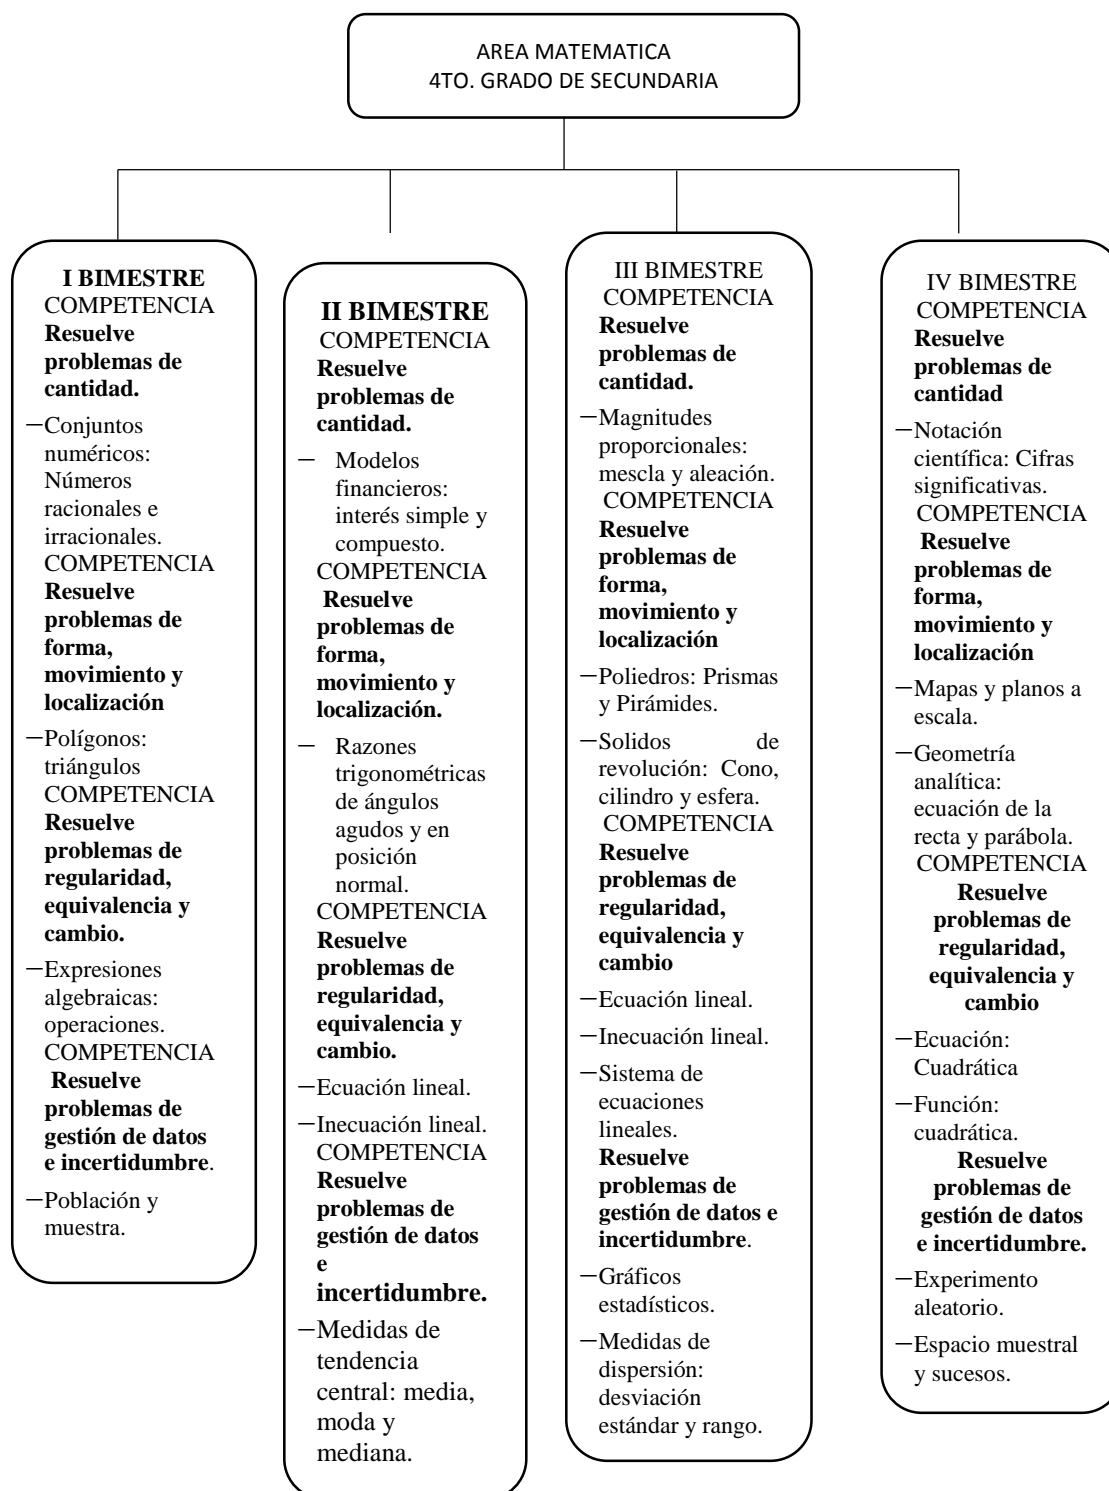 AREA MATEMATICA
4TO. GRADO DE SECUNDARIA
I BIMESTRE
COMPETENCIA
Resuelve
problemas de
cantidad.
—Conjuntos
numéricos:
Números
racionales e
irracionales.
COMPETENCIA
Resuelve
problemas de
forma,
movimiento y
localización
—Polígonos:
triángulos
COMPETENCIA
Resuelve
problemas de
regularidad,
equivalencia y
cambio.
—Expresiones
algebraicas:
operaciones.
COMPETENCIA
Resuelve
problemas de
gestión de datos
e incertidumbre.
—Población y
muestra.
II BIMESTRE
COMPETENCIA
Resuelve
problemas de
cantidad.
— Modelos
financieros:
interés simple y
compuesto.
COMPETENCIA
Resuelve
problemas de
forma,
movimiento y
localización.
— Razones
trigonométricas
de ángulos
agudos y en
posición
normal.
COMPETENCIA
Resuelve
problemas de
regularidad,
equivalencia y
cambio.
—Ecuación lineal.
—Inecuación lineal.
COMPETENCIA
Resuelve
problemas de
gestión de datos
e
incertidumbre.
—Medidas de
tendencia
central: media,
moda y
mediana.
III BIMESTRE
COMPETENCIA
Resuelve
problemas de
cantidad.
—Magnitudes
proporcionales:
mescla y aleación.
COMPETENCIA
Resuelve
problemas de
forma,
movimiento y
localización
—Poliedros: Prismas
y Pirámides.
—Solidos de
revolución: Cono,
cilindro y esfera.
COMPETENCIA
Resuelve
problemas de
regularidad,
equivalencia y
cambio
—Ecuación lineal.
—Inecuación lineal.
—Sistema de
ecuaciones
lineales.
Resuelve
problemas de
gestión de datos e
incertidumbre.
—Gráficos
estadísticos.
—Medidas de
dispersión:
desviación
estándar y rango.
IV BIMESTRE
COMPETENCIA
Resuelve
problemas de
cantidad
—Notación
científica: Cifras
significativas.
COMPETENCIA
Resuelve
problemas de
forma,
movimiento y
localización
—Mapas y planos a
escala.
—Geometría
analítica:
ecuación de la
recta y parábola.
COMPETENCIA
Resuelve
problemas de
regularidad,
equivalencia y
cambio
—Ecuación:
Cuadrática
—Función:
cuadrática.
Resuelve
problemas de
gestión de datos
e incertidumbre.
—Experimento
aleatorio.
—Espacio muestral
y sucesos.